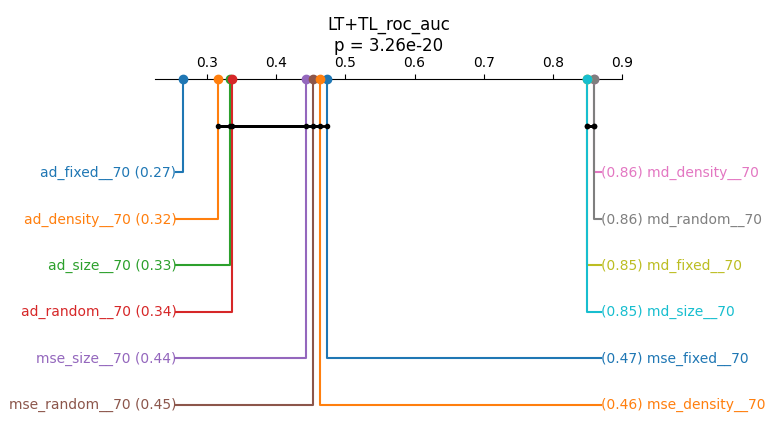 LT+TL_roc_auc
p = 3.26e-20
0.3 0.4 0.5 0.6 0.7 0.8 0.9
ad_fixed__70 (0.27)
(0.86) md_density__70
ad_density__70 (0.32)
(0.86) md_random__70
ad_size__70 (0.33)
(0.85) md_fixed__70
ad_random__70 (0.34)
(0.85) md_size__70
mse_size__70 (0.44)
(0.47) mse_fixed__70
mse_random__70 (0.45)
(0.46) mse_density__70